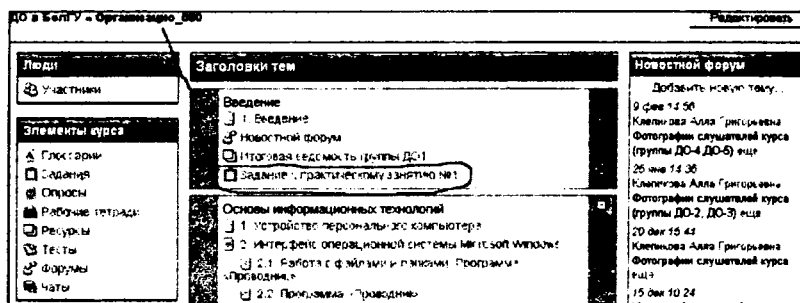 ДО в БелГУ » Организацио_000
Редактировать
Люди
Участники
Элементы курса
Глоссарии
Задания
Опросы
Рабочие тетради
Ресурсы
Тесты
Форумы
Чаты
Заголовки тем
Введение
1. Введение
Новостной форум
Итоговая ведомость группы ДО-1
Задание к практическому занятию №1
Основы информационных технологий
1. Устройство персонального компьютера
2. Интерфейс операционной системы Microsoft Windows
2.1. Работа с файлами и папками. Программа
«Проводник»
2.2. Программа «Проводник»
Новостной форум
Добавить новую тему...
9 фев 14:56
Клепикова Алла Григорьевна
Фотографии слушателей курса
(группы ДО-4,ДО-5) еще
26 янв 14:36
Клепикова Алла Григорьевна
Фотографии слушателей курса
(группы ДО-2, ДО-3) еще
20 дек 15:41
Клепикова Алла Григорьевна
Фотографии слушателей курса
еще
15 дек 10:24